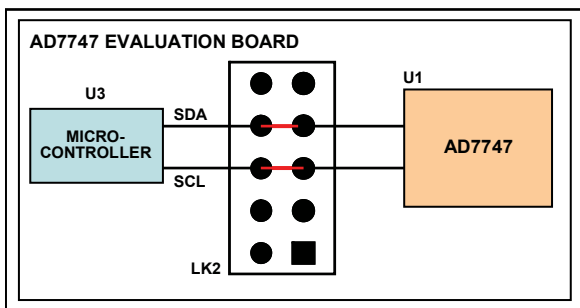 AD7747 EVALUATION BOARD
U3
U1
SDA
MICRO-
CONTROLLER
AD7747
SCL
LK2